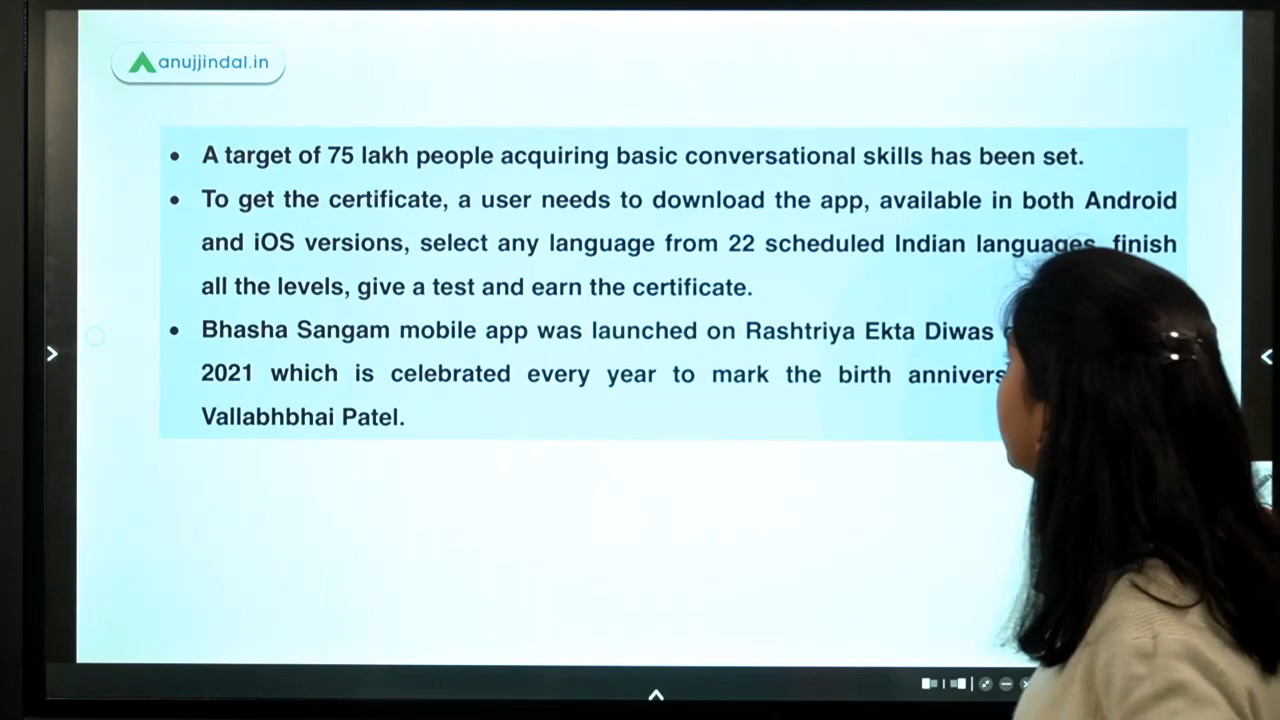 anujjindal.in
• A target of 75 lakh people acquiring basic conversational skills has been set.
• To get the certificate, a user needs to download the app, available in both Android
and iOS versions, select any language from 22 scheduled Indian languages, finish
all the levels, give a test and earn the certificate.
• Bhasha Sangam mobile app was launched on Rashtriya Ekta Diwas
2021 which is celebrated every year to mark the birth
Vallabhbhai Patel.